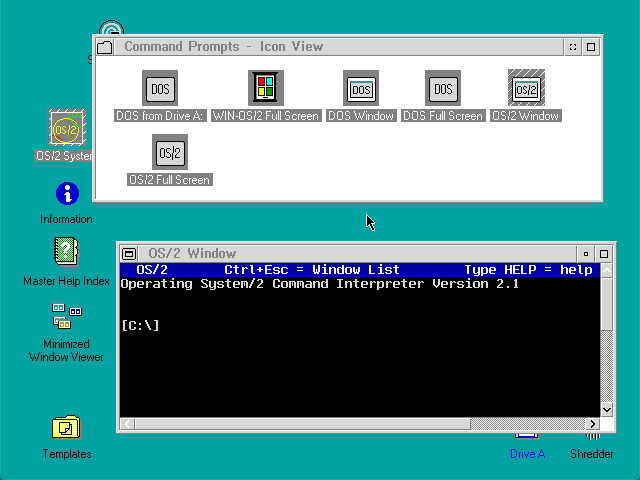 Command Prompts - Icon View
DOS
DOS
DOS
OS/2
DOS from Drive A:
WIN-OS/2 Full Screen
DOS Window
DOS Full Screen
OS/2 Window
OS/2
OS/2 Full Screen
OS/2
OS/2 System
Information
Master Help Index
Minimized
Window Viewer
Templates
OS/2 Window
OS/2 Ctrl+Esc = Window List Type HELP = help
Operating System/2 Command Interpreter Version 2.1
[C:\]
Drive A
Shredder